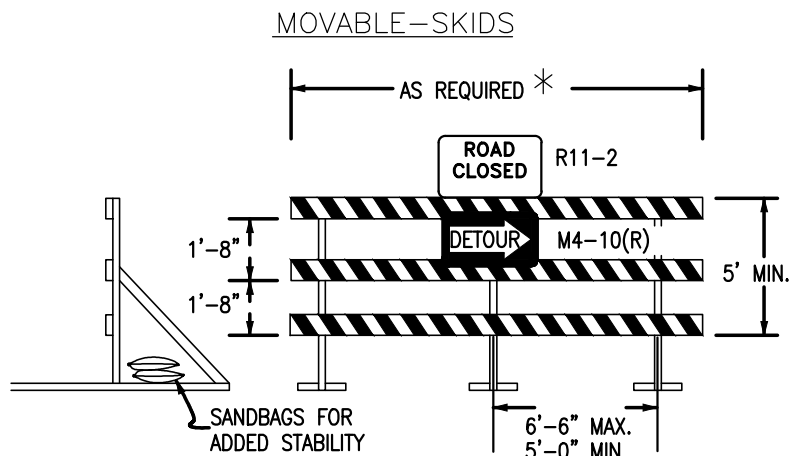 MOVABLE-SKIDS
AS REQUIRED *
ROAD
CLOSED
R11-2
DETOUR
M4-10(R)
1'-8"
1'-8"
5' MIN.
SANDBAGS FOR
ADDED STABILITY
6'-6" MAX.
5'-0" MIN